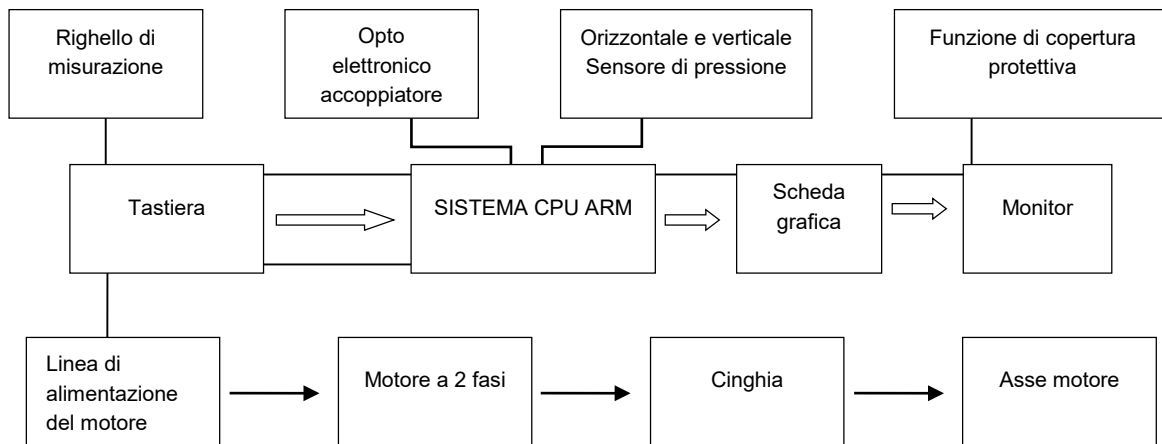 Righello di
misurazione
Opto
elettronico
accoppiatore
Orizzontale e verticale
Sensore di pressione
Funzione di copertura
protettiva
Tastiera
SISTEMA CPU ARM
Scheda
grafica
Monitor
Linea di
alimentazione
del motore
Motore a 2 fasi
Cinghia
Asse motore